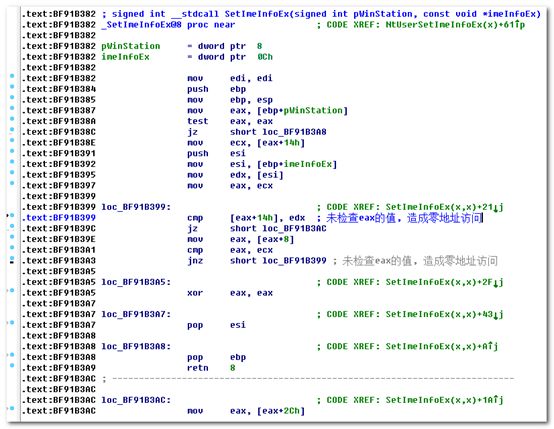 .text:BF91B382 ; signed int __stdcall SetImeInfoEx(signed int pWinStation, const void *imeInfoEx)
.text:BF91B382 _SetImeInfoEx@8 proc near ; CODE XREF: NtUserSetImeInfoEx(x)+61↑p
.text:BF91B382
.text:BF91B382 pWinStation = dword ptr 8
.text:BF91B382 imeInfoEx = dword ptr 0Ch
.text:BF91B382
.text:BF91B382 mov edi, edi
.text:BF91B384 push ebp
.text:BF91B385 mov ebp, esp
.text:BF91B387 mov eax, [ebp+pWinStation]
.text:BF91B38A test eax, eax
.text:BF91B38C jz short loc_BF91B3A8
.text:BF91B38E mov ecx, [eax+14h]
.text:BF91B391 push esi
.text:BF91B392 mov esi, [ebp+imeInfoEx]
.text:BF91B395 mov edx, [esi]
.text:BF91B397 mov eax, ecx
.text:BF91B399
.text:BF91B399 loc_BF91B399: ; CODE XREF: SetImeInfoEx(x,x)+21↓j
.text:BF91B399 cmp [eax+14h], edx ; 未检查eax的值，造成零地址访问
.text:BF91B39C jz short loc_BF91B3AC
.text:BF91B39E mov eax, [eax+8]
.text:BF91B3A1 cmp eax, ecx
.text:BF91B3A3 jnz short loc_BF91B399 ; 未检查eax的值，造成零地址访问
.text:BF91B3A5
.text:BF91B3A5 loc_BF91B3A5: ; CODE XREF: SetImeInfoEx(x,x)+2F↓j
.text:BF91B3A5 xor eax, eax
.text:BF91B3A7
.text:BF91B3A7 loc_BF91B3A7: ; CODE XREF: SetImeInfoEx(x,x)+43↓j
.text:BF91B3A7 pop esi
.text:BF91B3A8
.text:BF91B3A8 loc_BF91B3A8: ; CODE XREF: SetImeInfoEx(x,x)+A↑j
.text:BF91B3A8 pop ebp
.text:BF91B3A9 retn 8
.text:BF91B3AC ; ---------------------------------------------------------------------------
.text:BF91B3AC
.text:BF91B3AC loc_BF91B3AC: ; CODE XREF: SetImeInfoEx(x,x)+1A↑j
.text:BF91B3AC mov eax, [eax+2Ch]